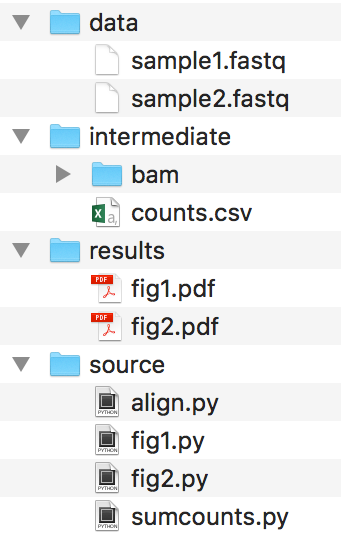 data
sample1.fastq
sample2.fastq
intermediate
bam
counts.csv
results
fig1.pdf
fig2.pdf
source
align.py
fig1.py
fig2.py
sumcounts.py